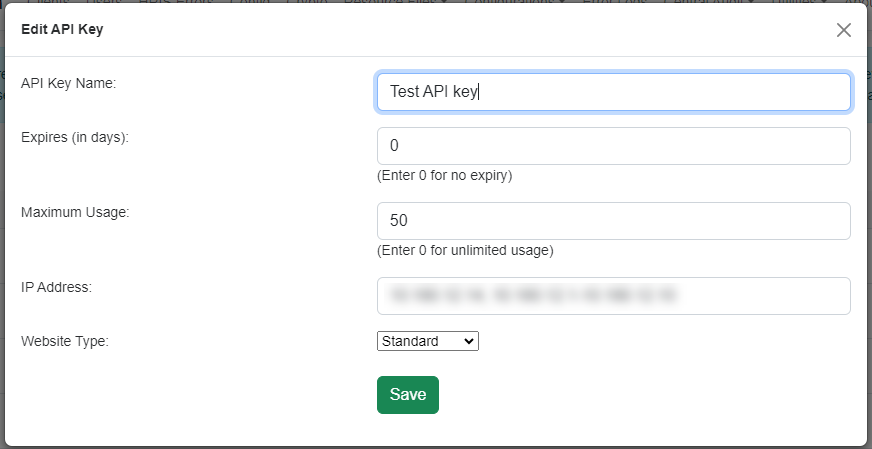 Edit API Key
API Key Name:
Test API key
Expires (in days):
0
(Enter 0 for no expiry)
Maximum Usage:
50
(Enter 0 for unlimited usage)
IP Address:
Website Type:
Standard
Save